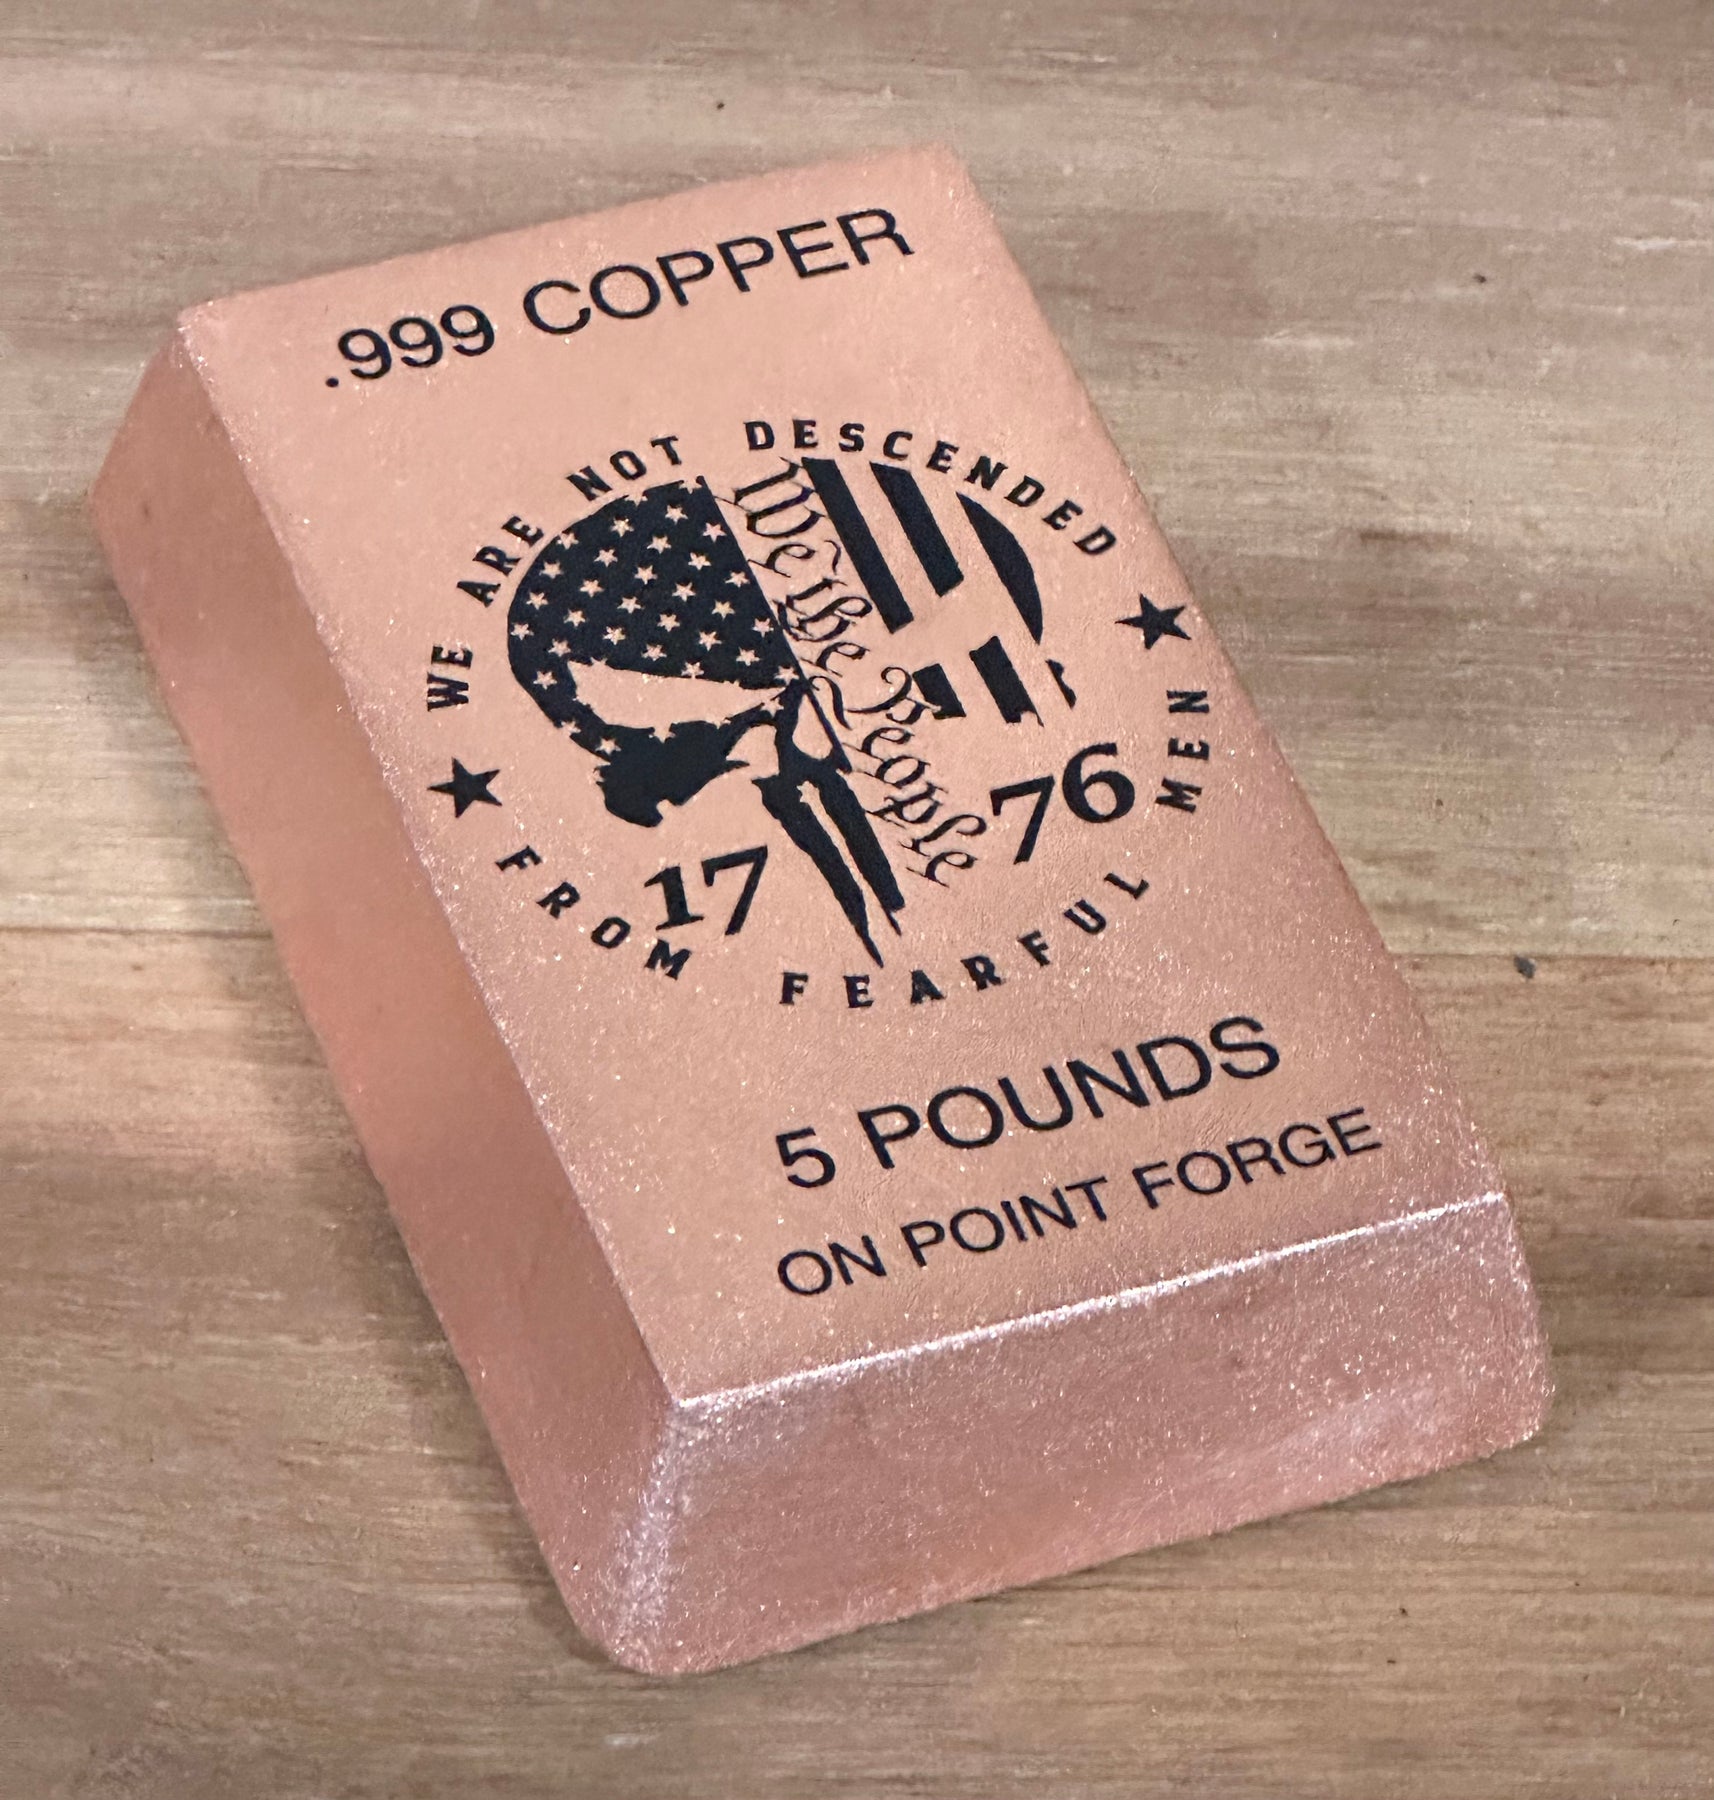 .999 COPPER
WE ARE NOT DESCENDED
We the People
17 76
FROM FEARFUL MEN
5 POUNDS
ON POINT FORGE